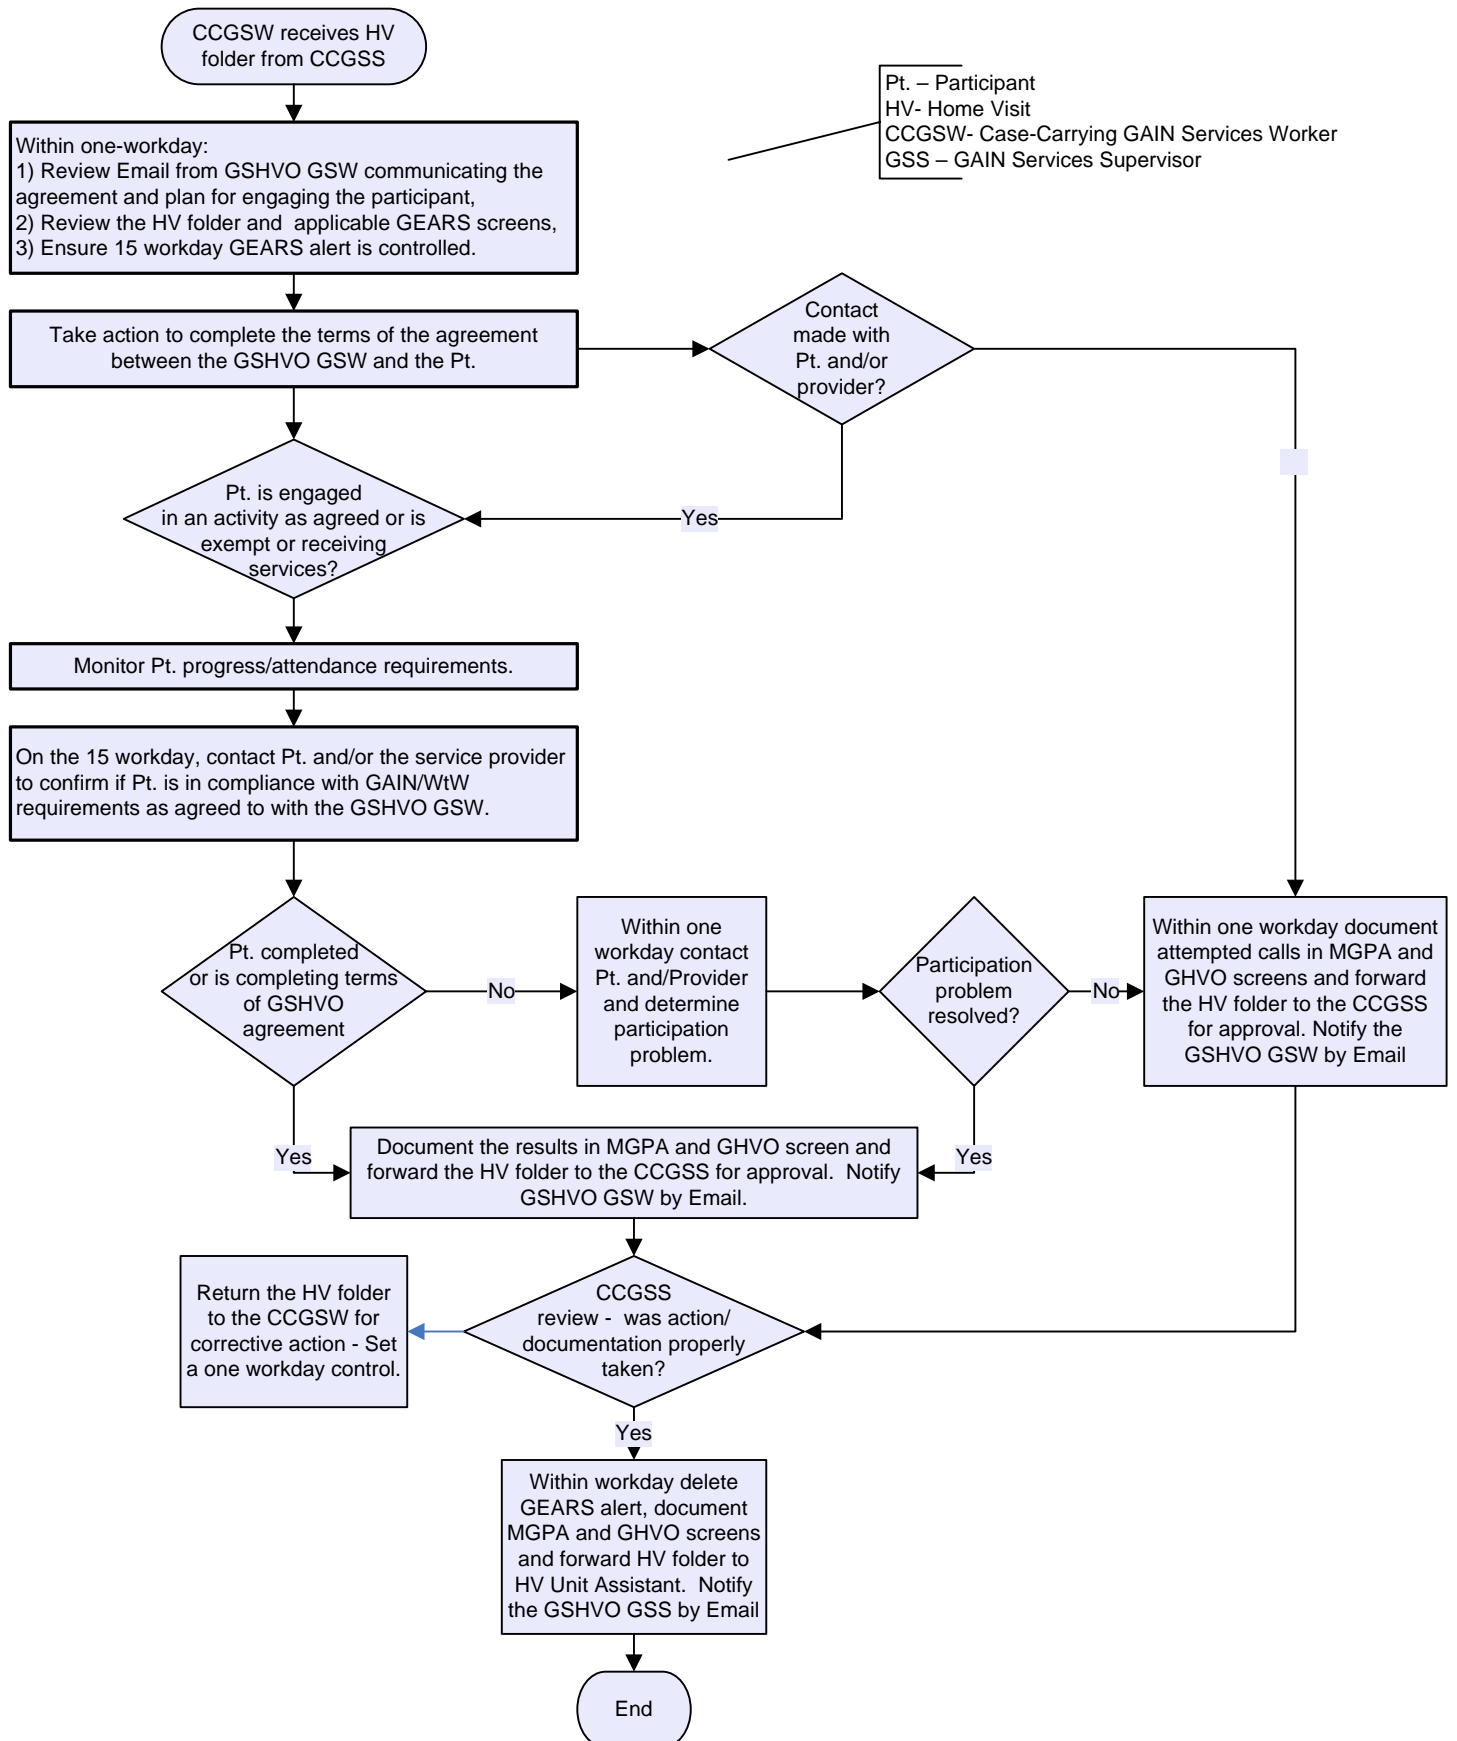 CCGSW receives HV
folder from CCGSS
Pt. – Participant
HV- Home Visit
CCGSW- Case-Carrying GAIN Services Worker
GSS – GAIN Services Supervisor
Within one-workday:
1) Review Email from GSHVO GSW communicating the
agreement and plan for engaging the participant,
2) Review the HV folder and  applicable GEARS screens,
3) Ensure 15 workday GEARS alert is controlled.
Take action to complete the terms of the agreement
between the GSHVO GSW and the Pt.
Contact
made with
Pt. and/or
provider?
Pt. is engaged
in an activity as agreed or is
exempt or receiving
services?
Yes
Monitor Pt. progress/attendance requirements.
On the 15 workday, contact Pt. and/or the service provider
to confirm if Pt. is in compliance with GAIN/WtW
requirements as agreed to with the GSHVO GSW.
Pt. completed
or is completing terms
of GSHVO
agreement
No
Within one
workday contact
Pt. and/Provider
and determine
participation
problem.
Participation
problem
resolved?
No
Within one workday document
attempted calls in MGPA and
GHVO screens and forward
the HV folder to the CCGSS
for approval. Notify the
GSHVO GSW by Email
Yes
Document the results in MGPA and GHVO screen and
forward the HV folder to the CCGSS for approval.  Notify
GSHVO GSW by Email.
Yes
Return the HV folder
to the CCGSW for
corrective action - Set
a one workday control.
CCGSS
review -  was action/
documentation properly
taken?
Yes
Within workday delete
GEARS alert, document
MGPA and GHVO screens
and forward HV folder to
HV Unit Assistant.  Notify
the GSHVO GSS by Email
End